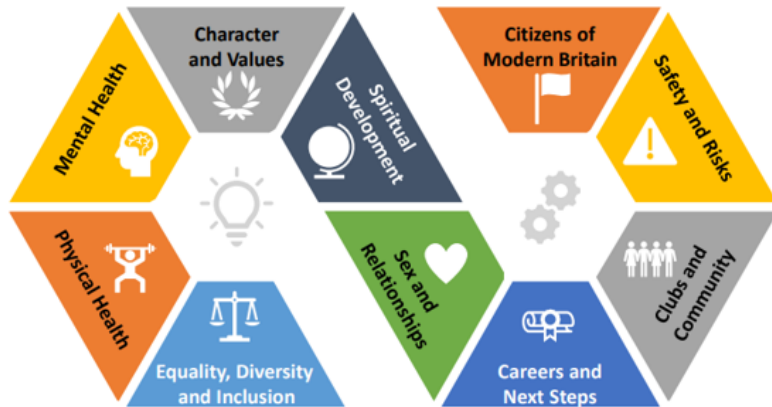 Character
and Values
Citizens of
Modern Britain
Mental Health
Spiritual
Development
Safety and Risks
Physical Health
Sex and
Relationships
Clubs and
Community
Equality, Diversity
and Inclusion
Careers and
Next Steps